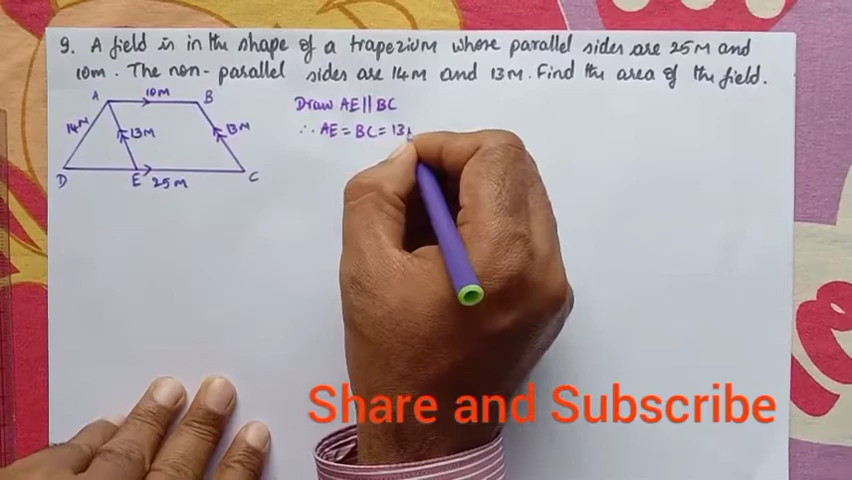 9. A field is in the shape of a trapezium whose parallel sides are 25M and
10M. The non-parallel sides are 14M and 13M. Find the area of the field.
A 10M B
14M 13M 13M
D E 25M C
Draw AE || BC
∴ AE = BC = 13
Share and Subscribe